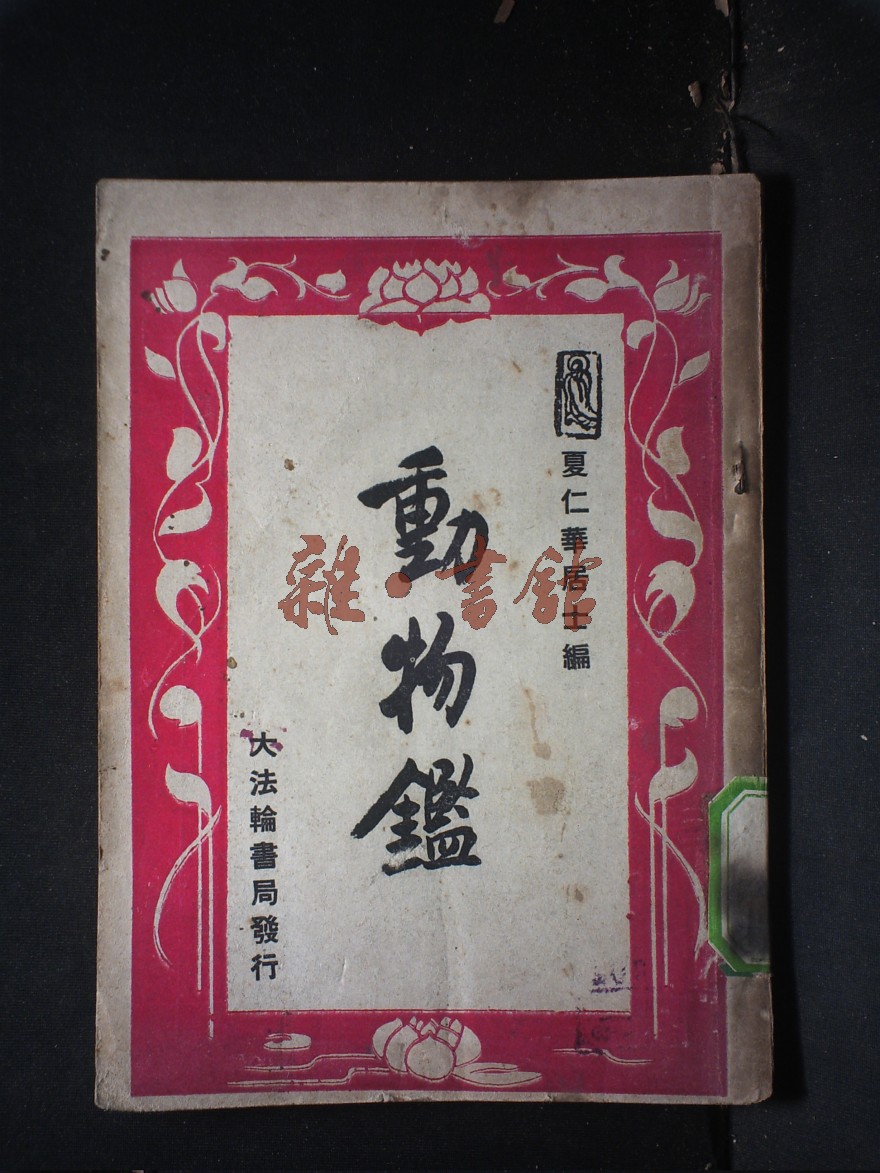 夏仁華居士編
動物鑑
大法輪書局發行
雜·書館